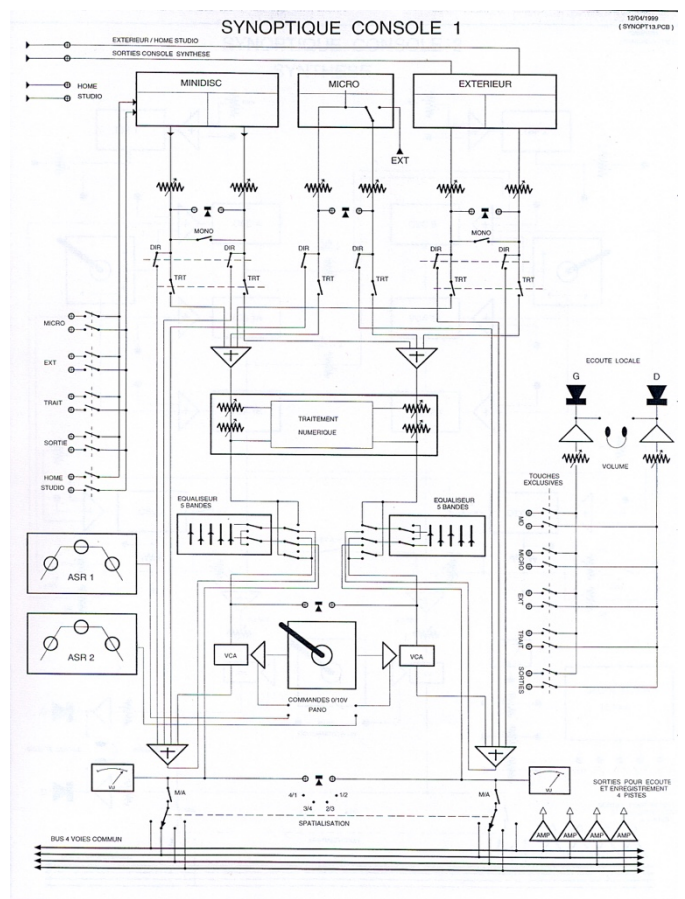 SYNOPTIQUE CONSOLE 1
12/04/1999
( SYNOPT13.PCB )
EXTERIEUR / HOME STUDIO
SORTIES CONSOLE SYNTHESE
HOME
STUDIO
MINIDISC
MICRO
EXTERIEUR
EXT
MONO
MONO
DIR
DIR
DIR
DIR
DIR
DIR
TRT
TRT
TRT
TRT
TRT
TRT
MICRO
EXT
TRAIT
SORTIE
HOME
STUDIO
ECOUTE LOCALE
G
D
VOLUME
TRAITEMENT
NUMERIQUE
TOUCHES
EXCLUSIVES
MD
MICRO
EXT
TRAIT
SORTIES
EQUALISEUR
5 BANDES
EQUALISEUR
5 BANDES
ASR 1
ASR 2
VCA
VCA
COMMANDES 0/10V
PANO
VU
VU
M/A
M/A
4/1
1/2
3/4
2/3
SPATIALISATION
SORTIES POUR ECOUTE
ET ENREGISTREMENT
4 PISTES
AMP
AMP
AMP
AMP
BUS 4 VOIES COMMUN